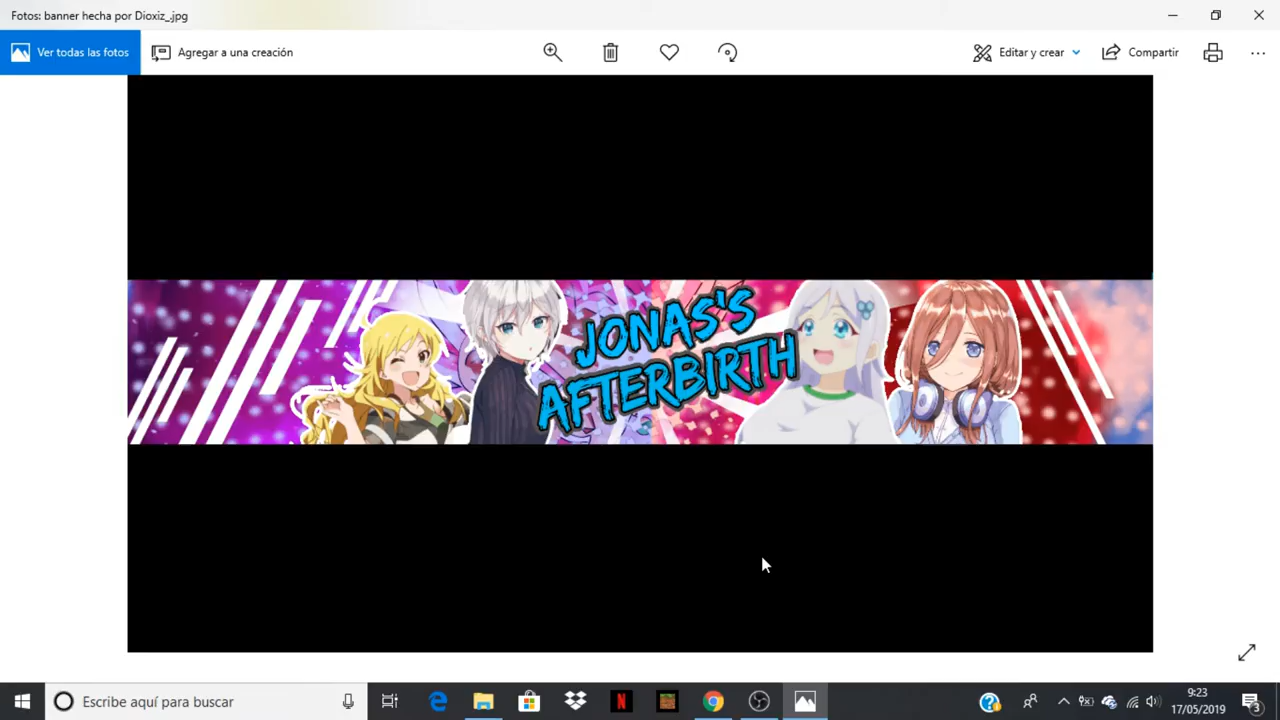 Fotos: banner hecha por Dioxiz_.jpg
Ver todas las fotos
Agregar a una creación
Editar y crear
Compartir
JONAS'S
AFTERBIRTH
Escribe aquí para buscar
9:23
17/05/2019
3